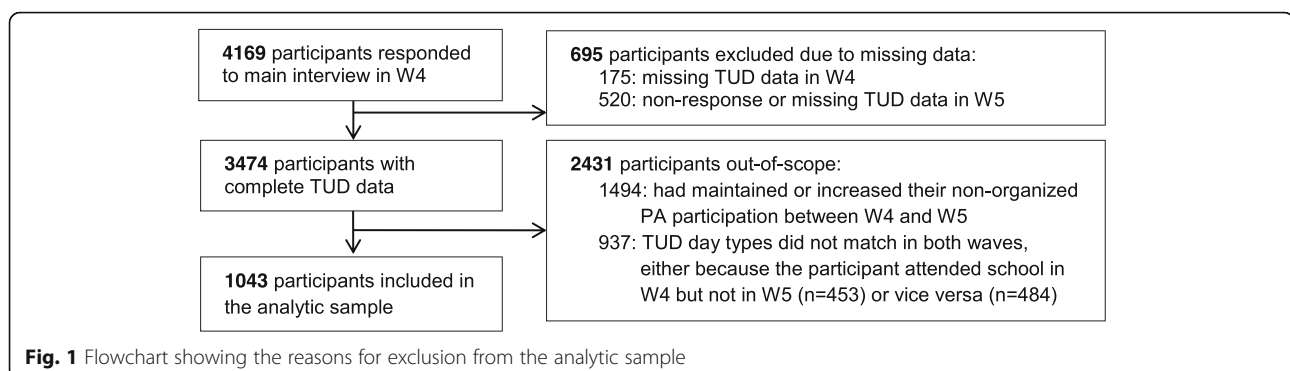 4169 participants responded
to main interview in W4
695 participants excluded due to missing data:
175: missing TUD data in W4
520: non-response or missing TUD data in W5
3474 participants with
complete TUD data
2431 participants out-of-scope:
1494: had maintained or increased their non-organized
PA participation between W4 and W5
937: TUD day types did not match in both waves,
either because the participant attended school in
W4 but not in W5 (n=453) or vice versa (n=484)
1043 participants included in
the analytic sample
Fig. 1 Flowchart showing the reasons for exclusion from the analytic sample